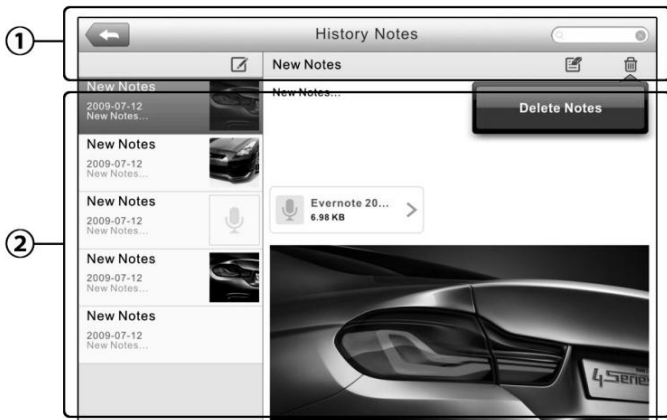 ①
History Notes
New Notes
②
New Notes
2009-07-12
New Notes...
New Notes
2009-07-12
New Notes...
New Notes
2009-07-12
New Notes...
New Notes
2009-07-12
New Notes...
New Notes
2009-07-12
New Notes...
New Notes...
Delete Notes
Evernote 20...
6.98 KB
4Series